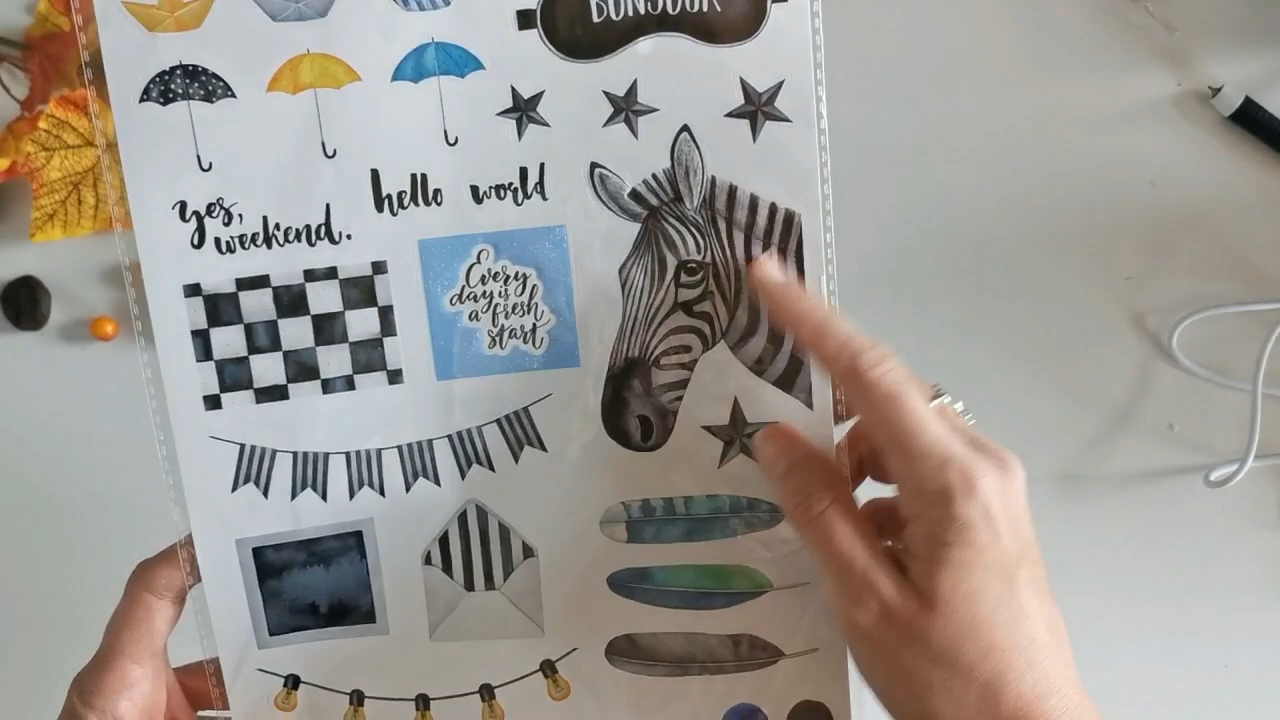 BONJOUR
hello world
yes,
weekend.
Every
day is
a fresh
start